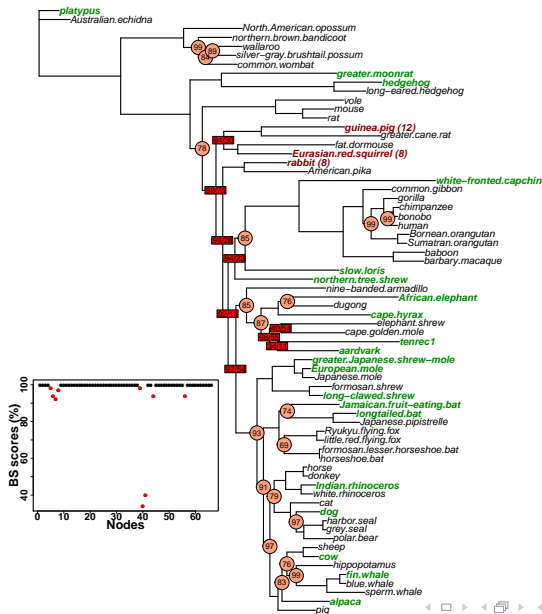 platypus
Australian.echidna
North.American.opossum
northern.brown.bandicoot
wallaroo
silver-gray.brushtail.possum
common.wombat
99
89
84
greater.moonrat
hedgehog
long-eared.hedgehog
vole
mouse
rat
78
guinea.pig (12)
greater.cane.rat
fat.dormouse
Eurasian.red.squirrel (8)
rabbit (8)
American.pika
white-fronted.capchin
common.gibbon
gorilla
chimpanzee
bonobo
human
99
99
Bornean.orangutan
Sumatran.orangutan
baboon
barbary.macaque
85
slow.loris
northern.tree.shrew
nine-banded.armadillo
African.elephant
76
dugong
85
cape.hyrax
87
elephant.shrew
cape.golden.mole
tenrec1
aardvark
greater.Japanese.shrew-mole
European.mole
Japanese.mole
formosan.shrew
long-clawed.shrew
Jamaican.fruit-eating.bat
74
longtailed.bat
Japanese.pipistrelle
93
Ryukyu.flying.fox
little.red.flying.fox
69
formosan.lesser.horseshoe.bat
horseshoe.bat
horse
donkey
91
Indian.rhinoceros
79
white.rhinoceros
cat
dog
97
harbor.seal
grey.seal
polar.bear
97
sheep
cow
76
hippopotamus
99
fin.whale
83
blue.whale
sperm.whale
alpaca
pig
BS scores (%)
100
80
60
40
0
10
20
30
40
50
60
Nodes